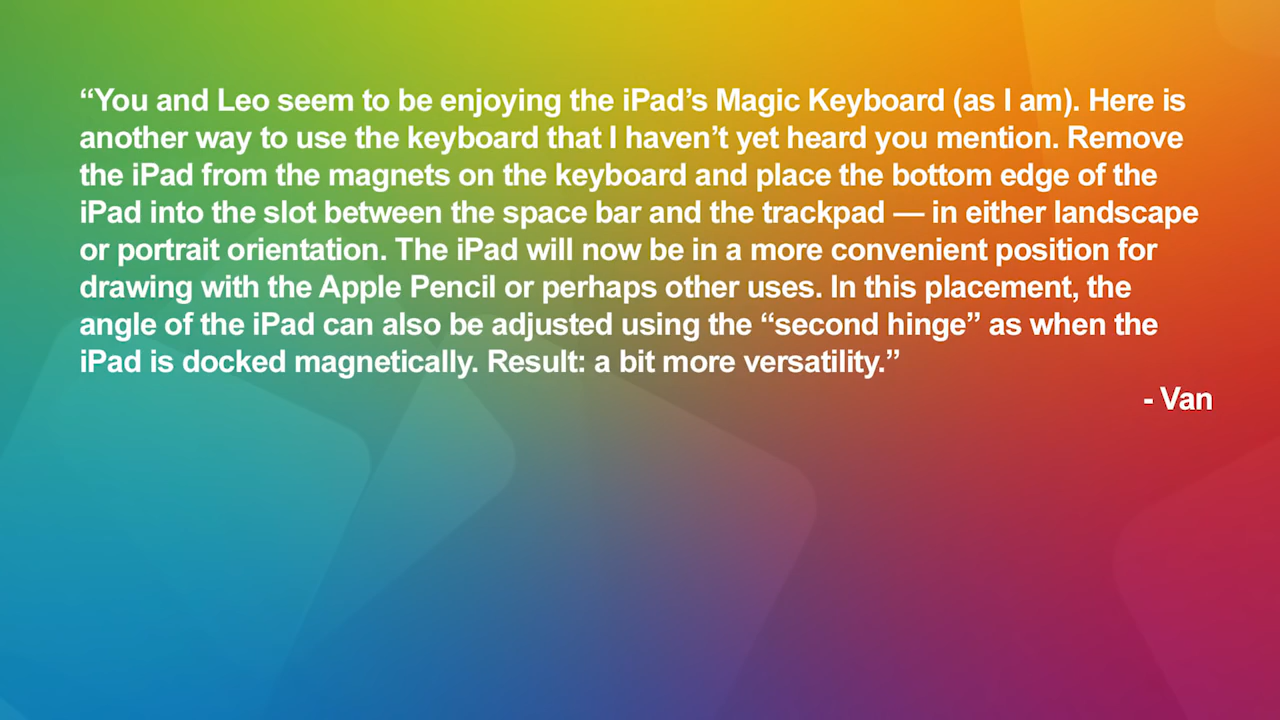 “You and Leo seem to be enjoying the iPad’s Magic Keyboard (as I am). Here is
another way to use the keyboard that I haven’t yet heard you mention. Remove
the iPad from the magnets on the keyboard and place the bottom edge of the
iPad into the slot between the space bar and the trackpad — in either landscape
or portrait orientation. The iPad will now be in a more convenient position for
drawing with the Apple Pencil or perhaps other uses. In this placement, the
angle of the iPad can also be adjusted using the “second hinge” as when the
iPad is docked magnetically. Result: a bit more versatility.”
- Van